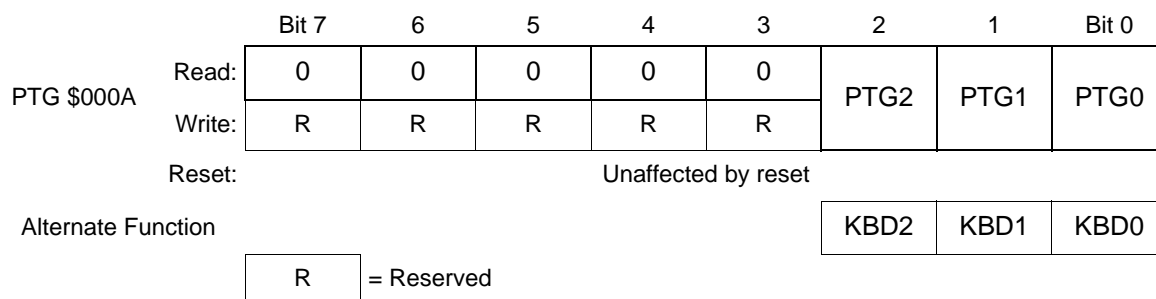 Bit 7 6 5 4 3 2 1 Bit 0
Read: 0 0 0 0 0
PTG $000A PTG2 PTG1 PTG0
Write: R R R R R
Reset: Unaffected by reset
Alternate Function KBD2 KBD1 KBD0
R = Reserved